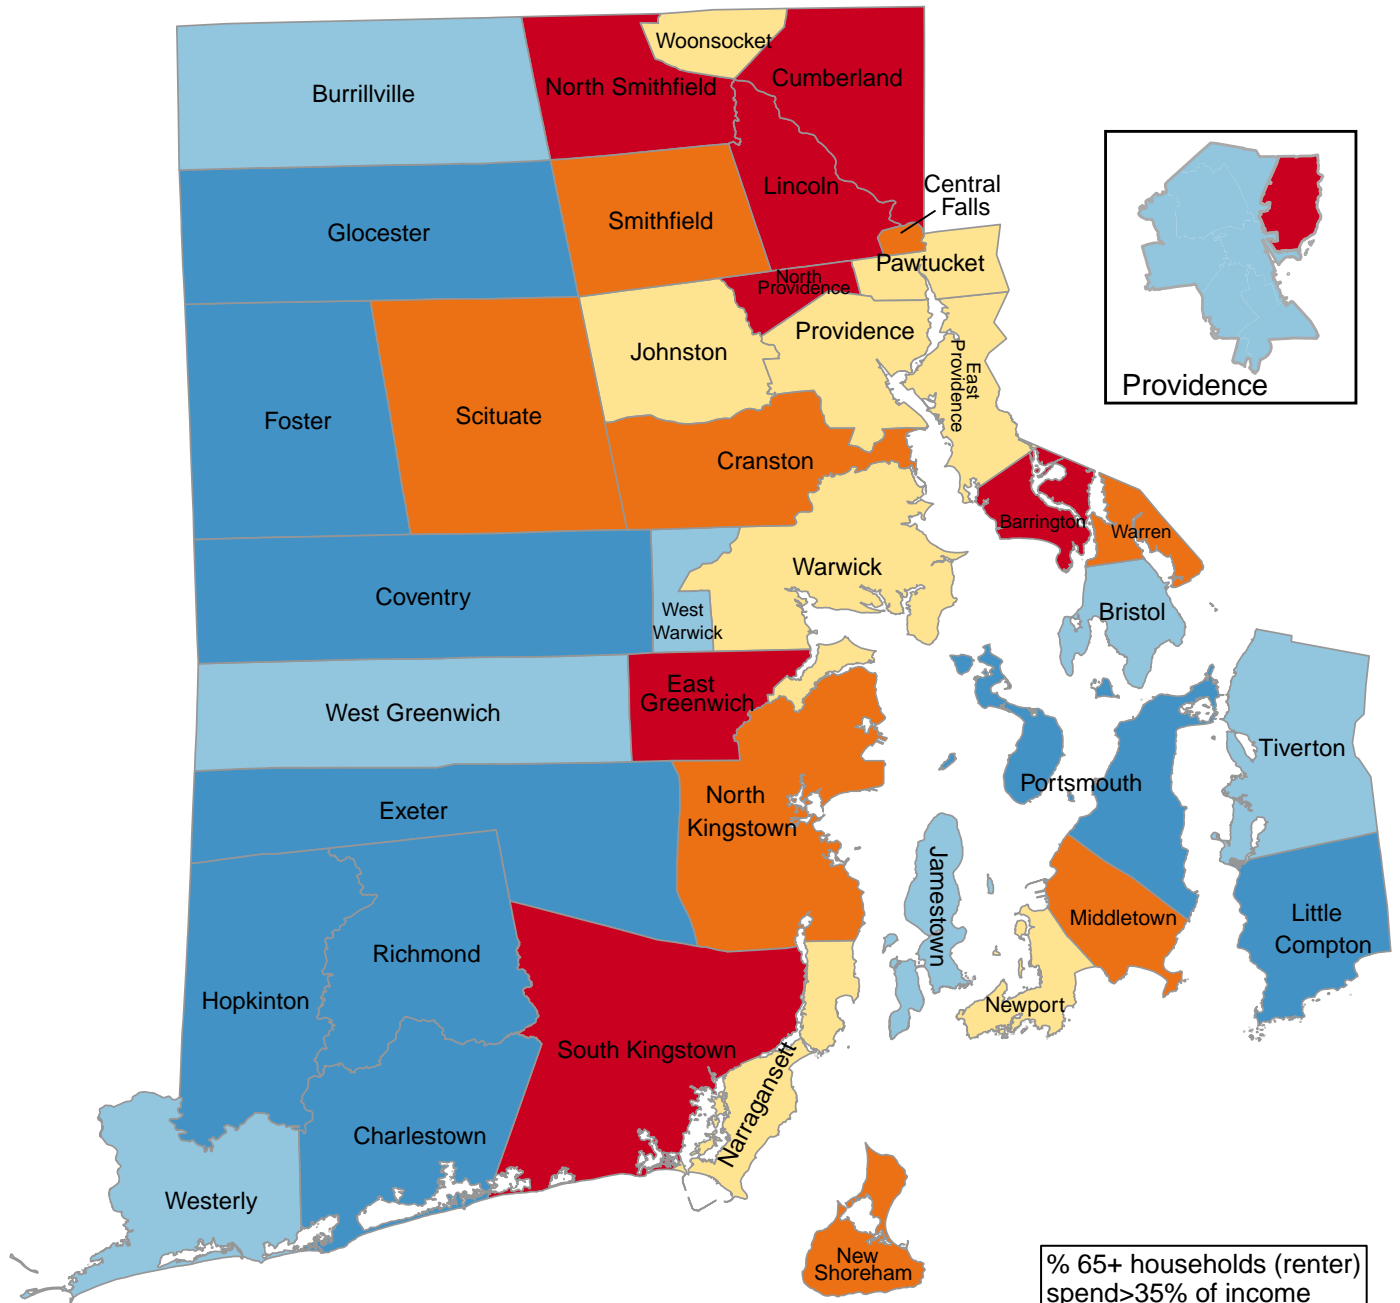 Woonsocket
Burrillville
North Smithfield
Cumberland
Lincoln
Central
Falls
Glocester
Smithfield
Pawtucket
North
Providence
Providence
Johnston
East
Providence
Foster
Scituate
Cranston
Barrington
Warren
Warwick
Coventry
West
Warwick
Bristol
East
Greenwich
West Greenwich
Tiverton
Portsmouth
Exeter
North
Kingstown
Jamestown
Middletown
Little
Compton
Richmond
Hopkinton
Newport
South Kingstown
Narragansett
Charlestown
Westerly
New
Shoreham
Providence
% 65+ households (renter)
spend>35% of income